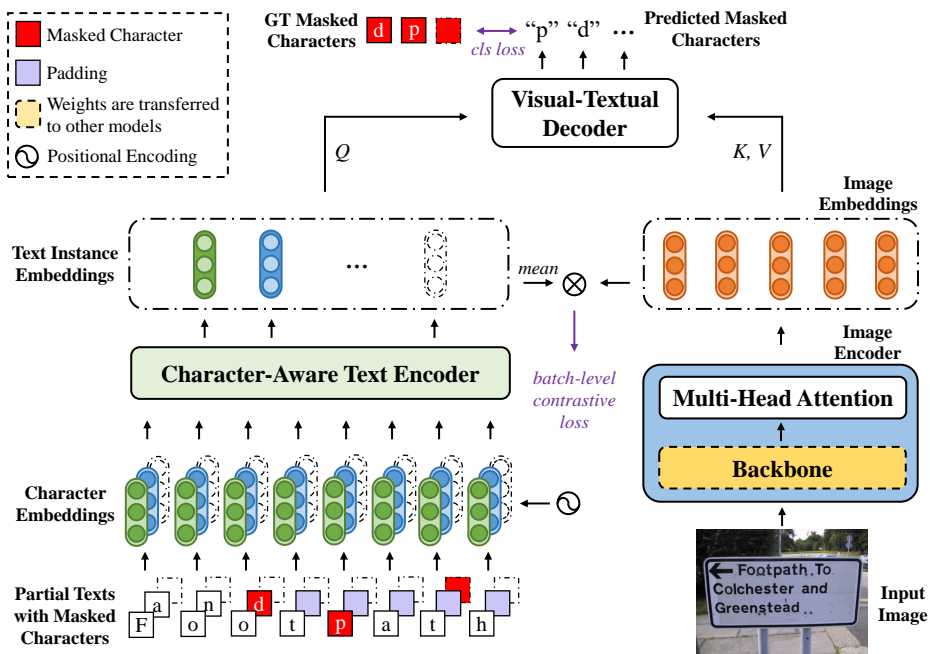 GT Masked
Characters
d p
cls loss
“p” “d” ...
Predicted Masked
Characters
Masked Character
Padding
Weights are transferred
to other models
Positional Encoding
Visual-Textual
Decoder
Q
K, V
Image
Embeddings
Text Instance
Embeddings
...
mean
Image
Encoder
Character-Aware Text Encoder
batch-level
contrastive
loss
Multi-Head Attention
Backbone
Character
Embeddings
Partial Texts
with Masked
Characters
a n d
F o o t p a t h
Footpath To
Colchester and
Greenstead
Input
Image